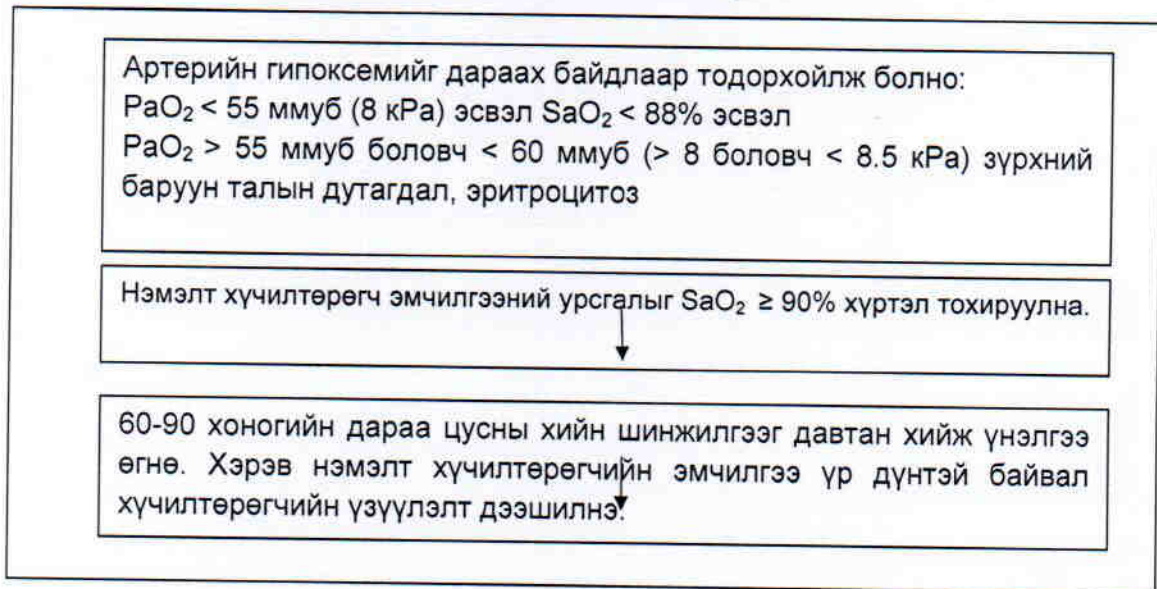 Артерийн гипоксемийг дараах байдлаар тодорхойлж болно:
PaO₂ < 55 ммуб (8 кРа) эсвэл SaO₂ < 88% эсвэл
PaO₂ > 55 ммуб боловч < 60 ммуб (> 8 боловч < 8.5 кРа) зүрхний
баруун талын дутагдал, эритроцитоз
Нэмэлт хүчилтөрөгч эмчилгээний урсгалыг SaO₂ ≥ 90% хүртэл тохируулна.
60-90 хоногийн дараа цусны хийн шинжилгээг давтан хийж үнэлгээ
өгнө. Хэрэв нэмэлт хүчилтөрөгчийн эмчилгээ үр дүнтэй байвал
хүчилтөрөгчийн үзүүлэлт дээшилнэ.